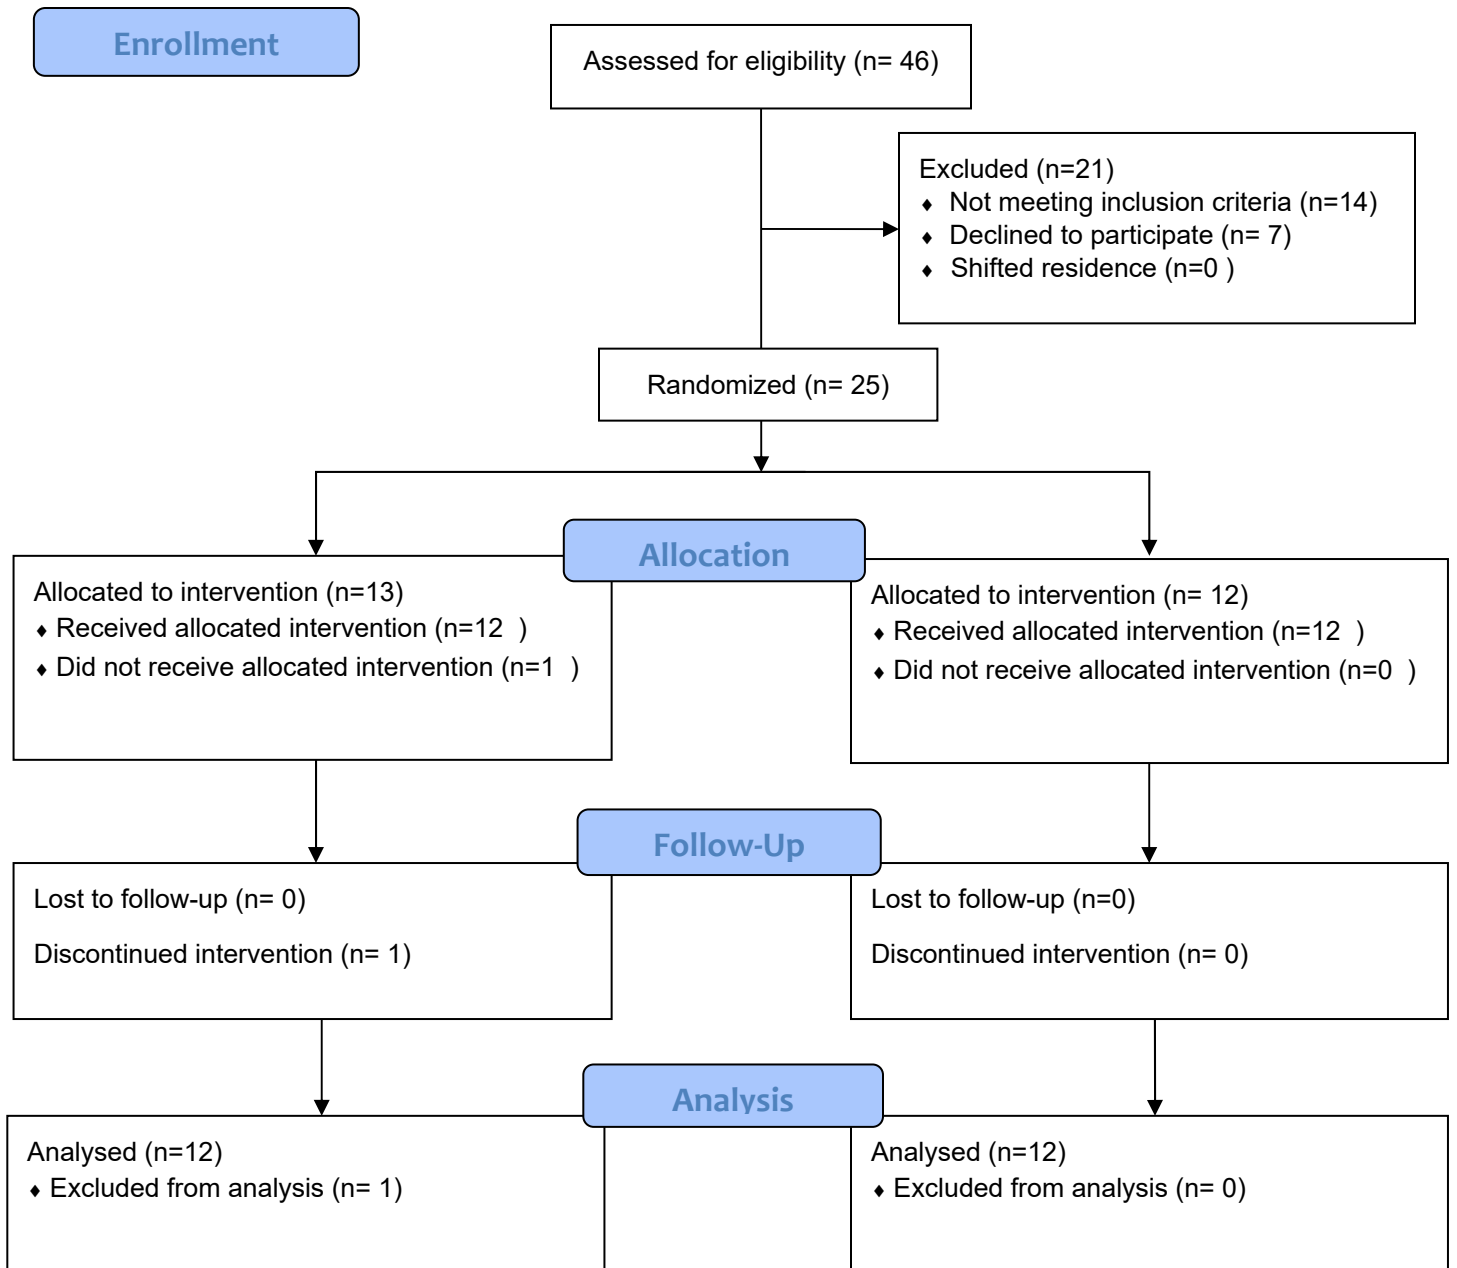 Enrollment
Assessed for eligibility (n= 46)
Excluded (n=21)
♦ Not meeting inclusion criteria (n=14)
♦ Declined to participate (n= 7)
♦ Shifted residence (n=0 )
Randomized (n= 25)
Allocation
Allocated to intervention (n=13)
♦ Received allocated intervention (n=12 )
♦ Did not receive allocated intervention (n=1 )
Allocated to intervention (n= 12)
♦ Received allocated intervention (n=12 )
♦ Did not receive allocated intervention (n=0 )
Follow-Up
Lost to follow-up (n= 0)
Discontinued intervention (n= 1)
Lost to follow-up (n=0)
Discontinued intervention (n= 0)
Analysis
Analysed (n=12)
♦ Excluded from analysis (n= 1)
Analysed (n=12)
♦ Excluded from analysis (n= 0)